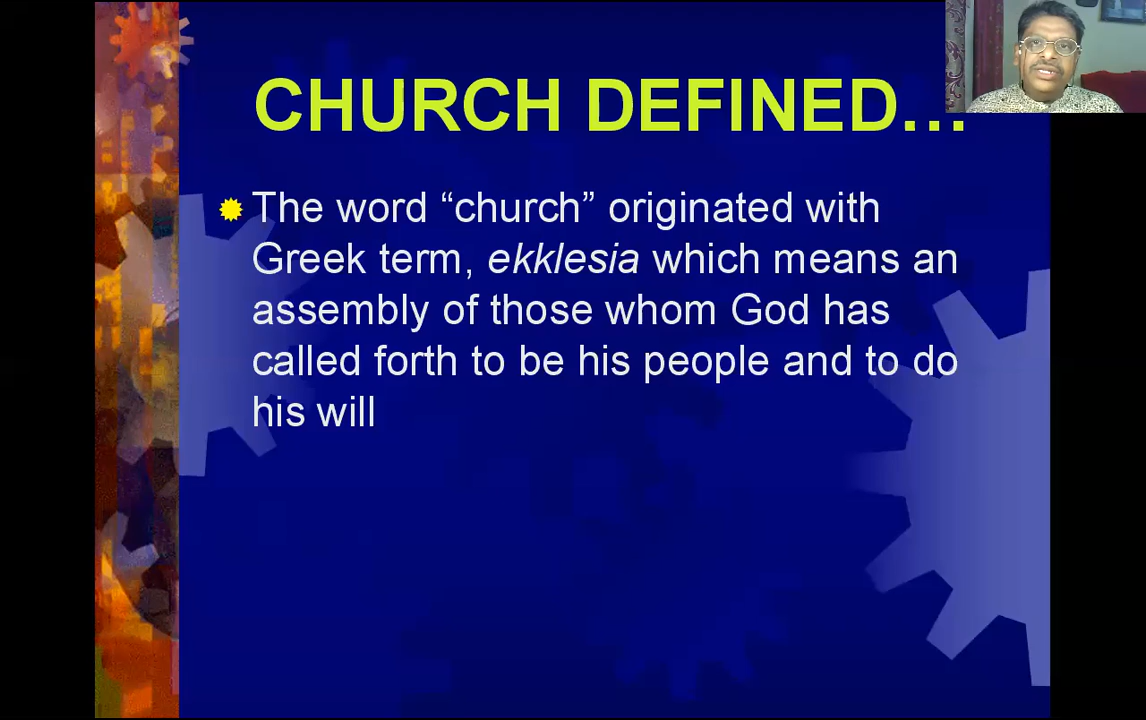 CHURCH DEFINED…
The word “church” originated with
Greek term, ekklesia which means an
assembly of those whom God has
called forth to be his people and to do
his will